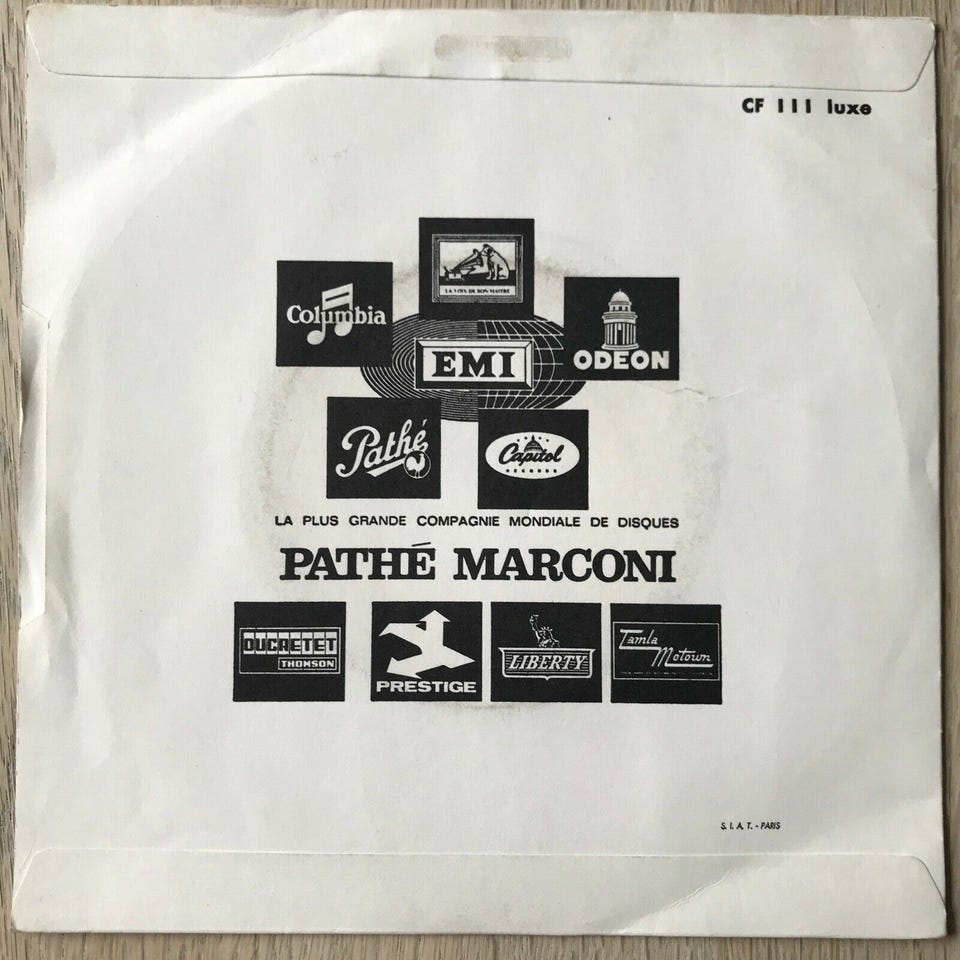 CF 111 luxe
LA VOIX DE SON MAITRE
Columbia
EMI
ODEON
Pathé
Capitol
RECORDS
LA PLUS GRANDE COMPAGNIE MONDIALE DE DISQUES
PATHÉ MARCONI
DUCRETET
THOMSON
PRESTIGE
LIBERTY
Tamla
Motown
S. I. A. T. - PARIS